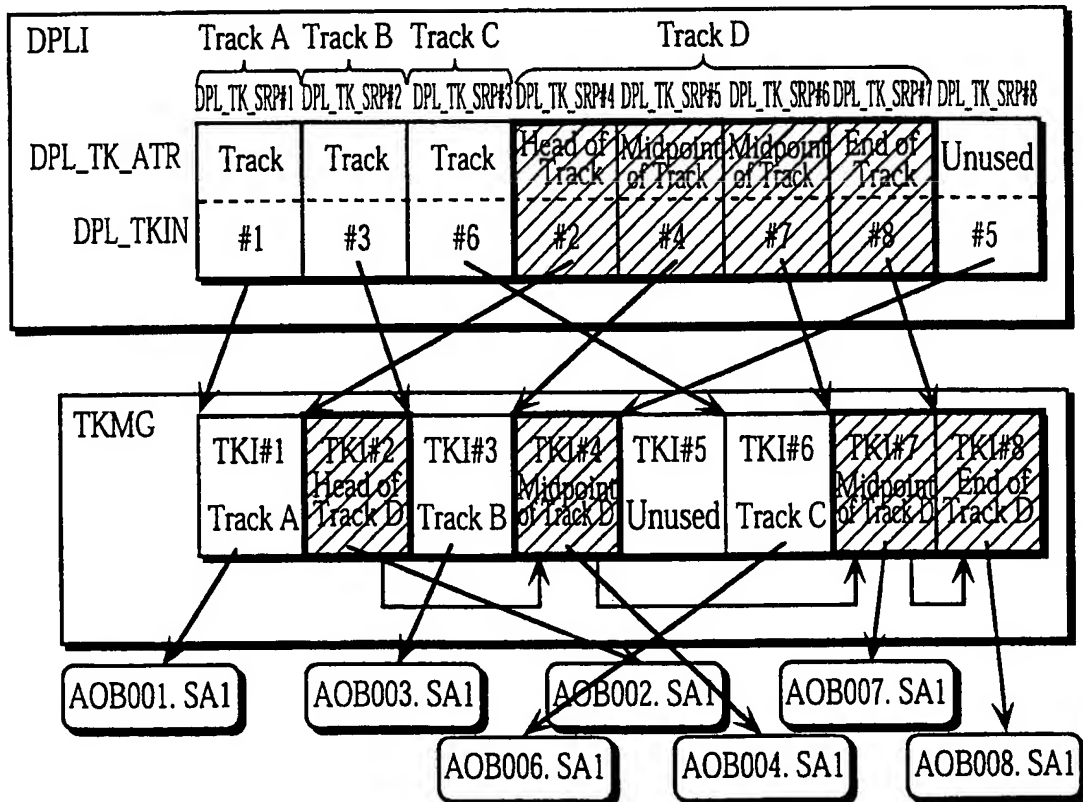 DPLI
Track A Track B Track C Track D
DPL_TK_SRP#1 DPL_TK_SRP#2 DPL_TK_SRP#3 DPL_TK_SRP#4 DPL_TK_SRP#5 DPL_TK_SRP#6 DPL_TK_SRP#7 DPL_TK_SRP#8
DPL_TK_ATR
Track
Track
Track
Head of
Track
Midpoint
of Track
Midpoint
of Track
End of
Track
Unused
DPL_TKIN
#1 #3 #6 #2 #4 #7 #8 #5
TKMG
TKI#1
Track A
TKI#2
Head of
Track D
TKI#3
Track B
TKI#4
Midpoint
of Track D
TKI#5
Unused
TKI#6
Track C
TKI#7
Midpoint
of Track D
TKI#8
End of
Track D
AOB001. SA1
AOB003. SA1
AOB002. SA1
AOB007. SA1
AOB006. SA1
AOB004. SA1
AOB008. SA1